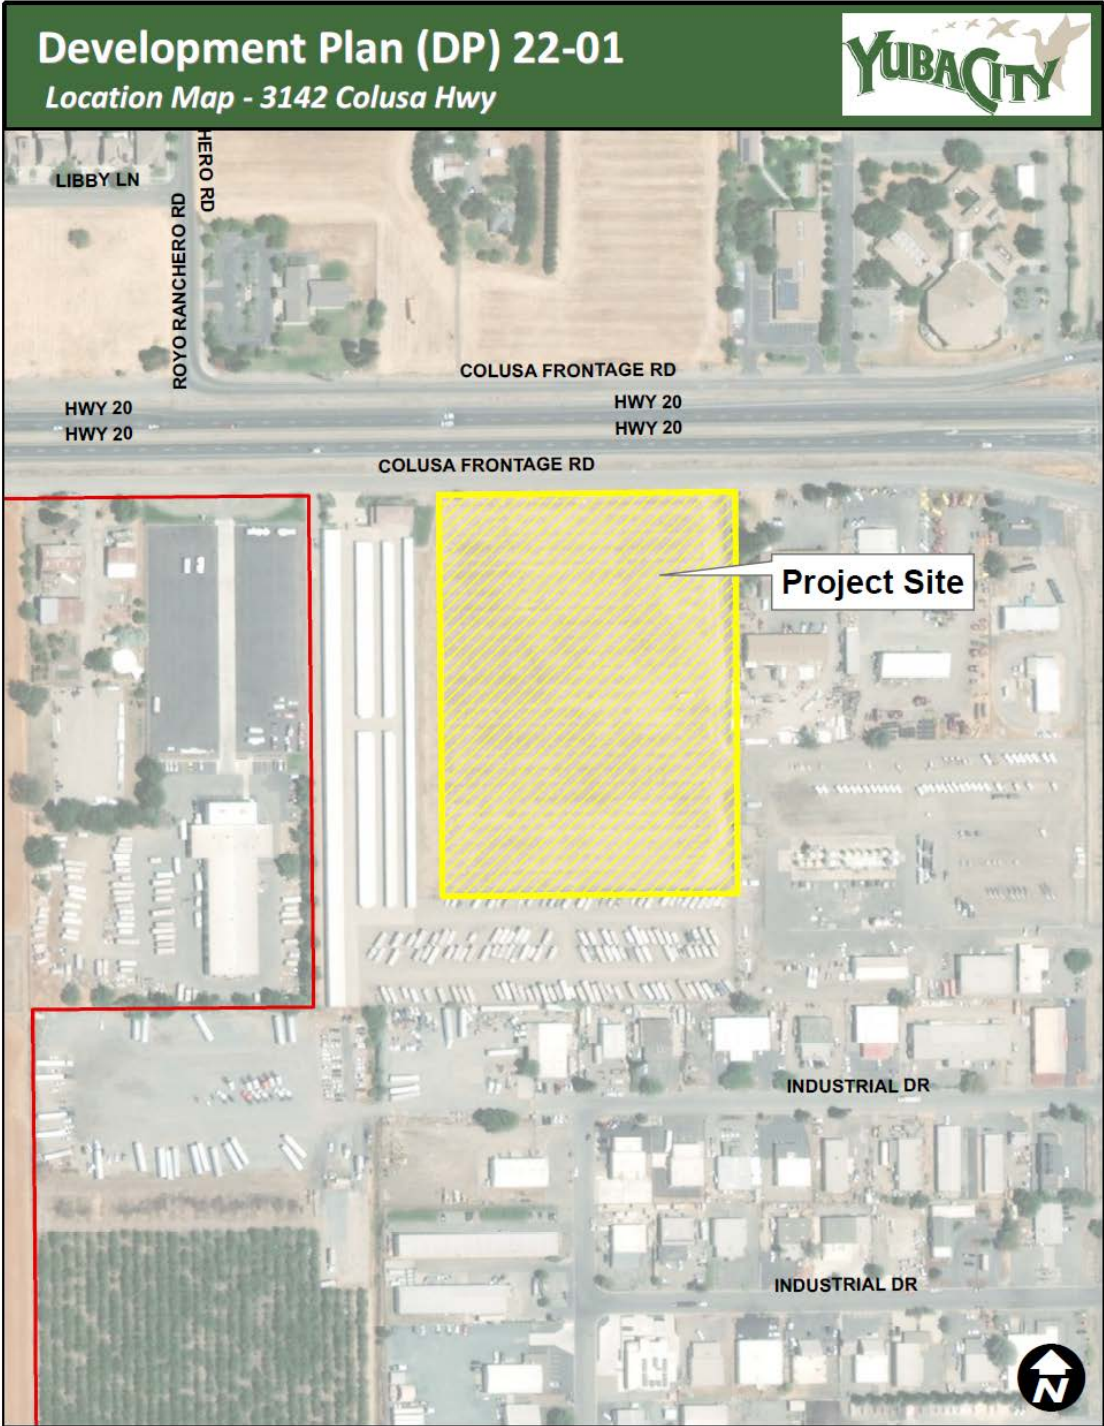 Development Plan (DP) 22-01
Location Map - 3142 Colusa Hwy
YUBA CITY
LIBBY LN
HERO RD
ROYO RANCHERO RD
COLUSA FRONTAGE RD
HWY 20
HWY 20
HWY 20
HWY 20
COLUSA FRONTAGE RD
Project Site
INDUSTRIAL DR
INDUSTRIAL DR
N